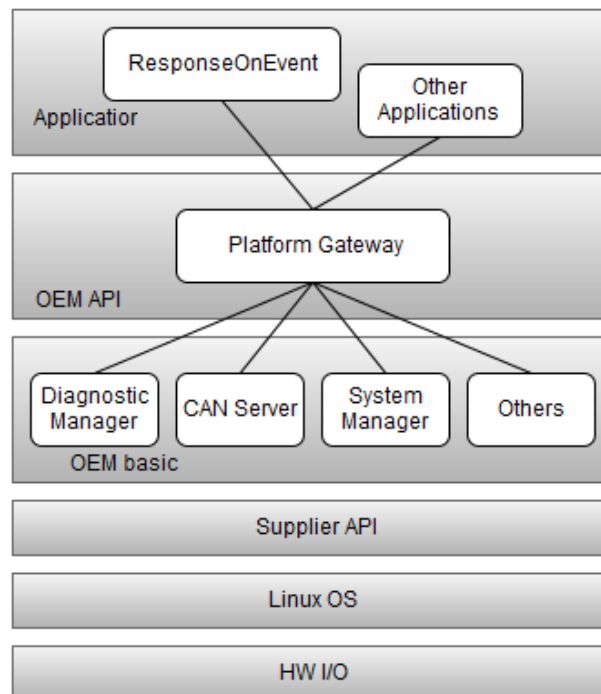 ResponseOnEvent
Other
Applications
Applicatior
Platform Gateway
OEM API
Diagnostic
Manager
CAN Server
System
Manager
Others
OEM basic
Supplier API
Linux OS
HW I/O